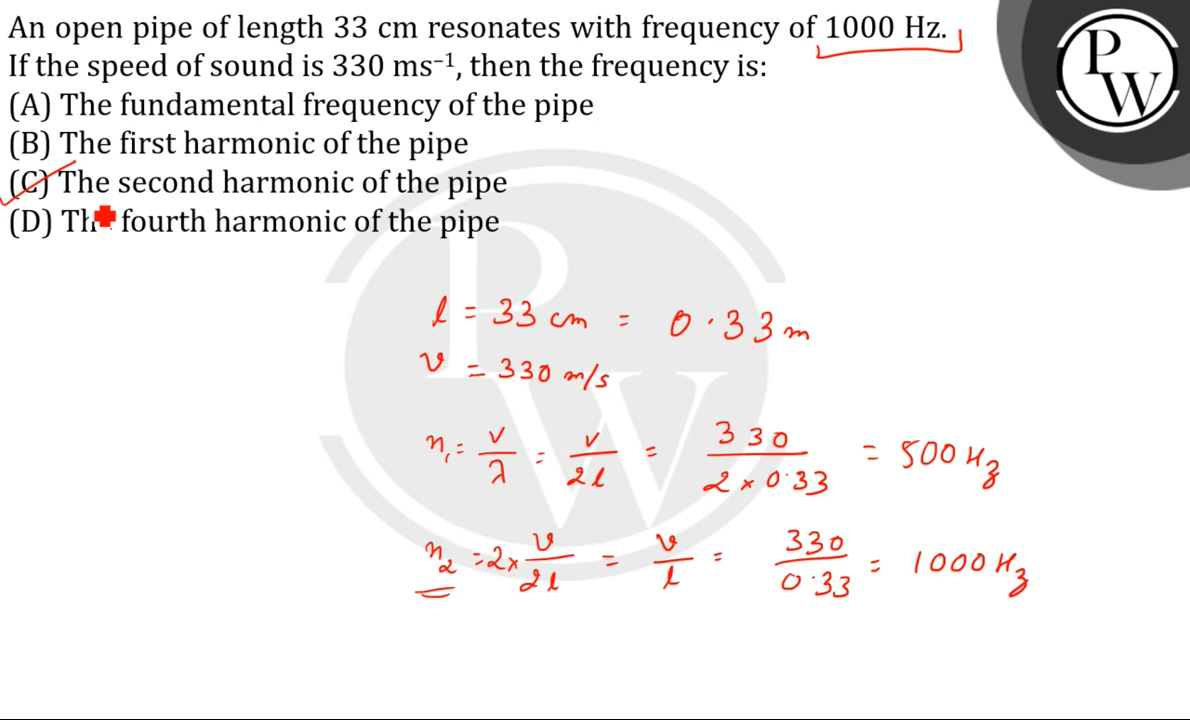 An open pipe of length 33 cm resonates with frequency of 1000 Hz.
If the speed of sound is 330 ms⁻¹, then the frequency is:
(A) The fundamental frequency of the pipe
(B) The first harmonic of the pipe
(C) The second harmonic of the pipe
(D) The fourth harmonic of the pipe
P
W
P
W
l = 33 cm = 0.33 m
v = 330 m/s
n₁ = v/λ = v/2l = 330/(2 × 0.33) = 500 Hz
n₂ = 2 × v/2l = v/l = 330/0.33 = 1000 Hz